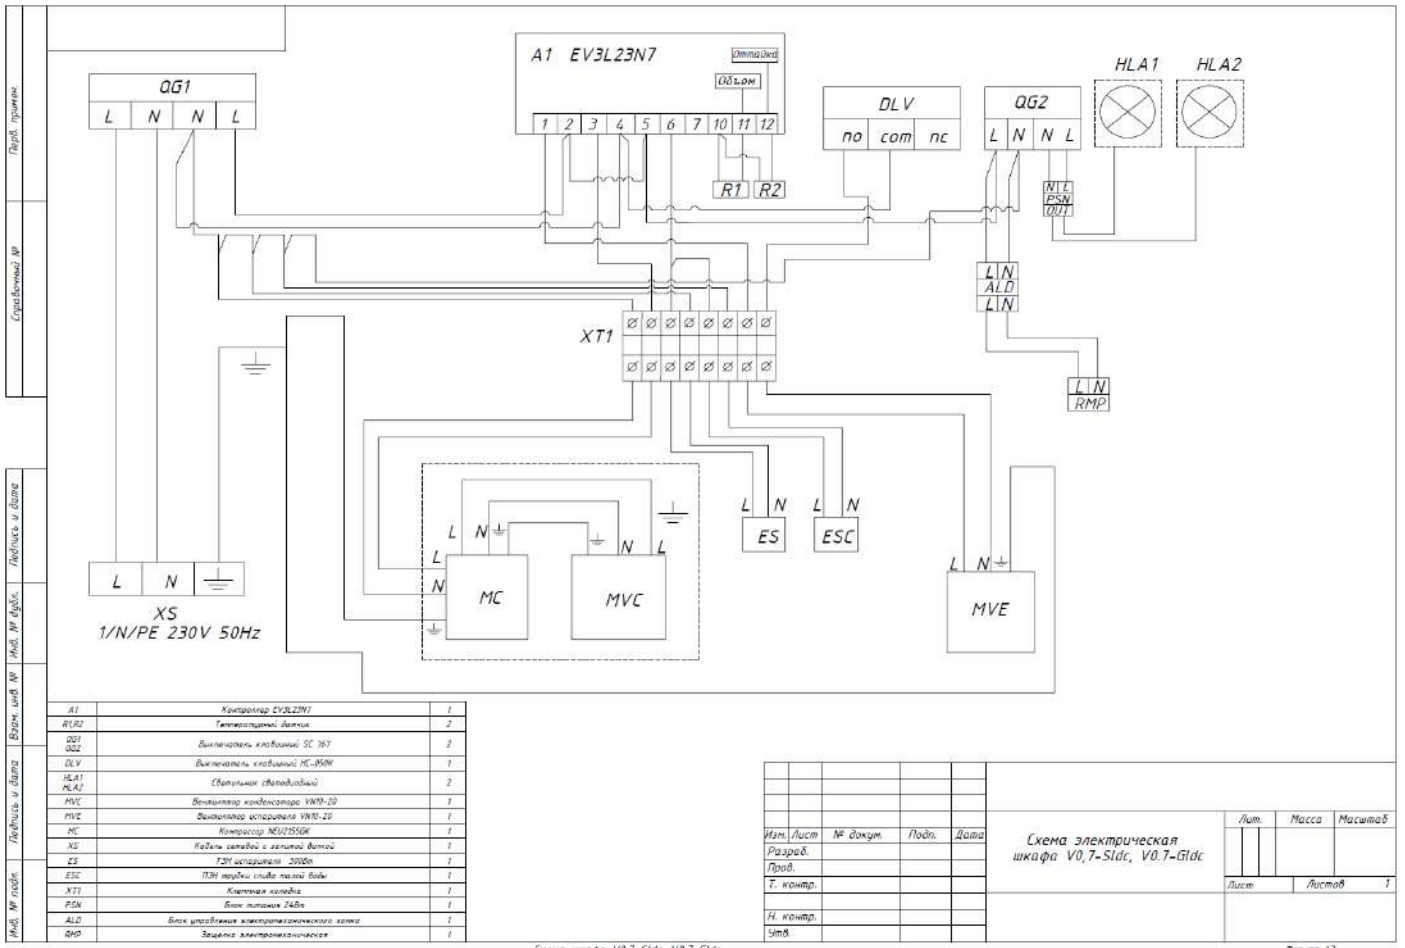 A1 EV3L23N7
Оттайка
Обдом
1 2 3 4 5 6 7 10 11 12
R1 R2
QG1
L N N L
DLV
no com nc
QG2
L N N L
HLA1 HLA2
N L
PSN
OUT
L N
ALD
L N
L N
RMP
XT1
L N
XS
1/N/PE 230V 50Hz
L N
L
N
MC
N L
MVC
L N
ES
L N
ESC
L N
MVE
Перв. примен.
Справочный №
Подпись и дата
Инв. № дубл.
Взам. инв. №
Подпись и дата
Инв. № подл.
A1 Контроллер EV3L23N7 1
R1,R2 Температурный датчик 2
QG1 QG2 Выключатель клавишный SC 767 2
DLV Выключатель клавишный HC-050K 1
HLA1 HLA2 Светильник светодиодный 2
MVC Вентилятор конденсатора VN10-20 1
MVE Вентилятор испарителя VN10-20 1
MC Компрессор NEU2155GK 1
XS Кабель сетевой с залитой вилкой 1
ES ТЭН испарителя 300Вт 1
ESC ПЭН трубки слива талой воды 1
XT1 Клеммная колодка 1
PSN Блок питания 24Вт 1
ALD Блок управления электромеханического замка 1
RMP Защелка электромеханическая 1
Изм. Лист № докум. Подп. Дата
Разраб.
Пров.
Т. контр.
Н. контр.
Утв.
Схема электрическая
шкафа V0,7-Sldc, V0.7-Gldc
Лит. Масса Масштаб
Лист Листов 1